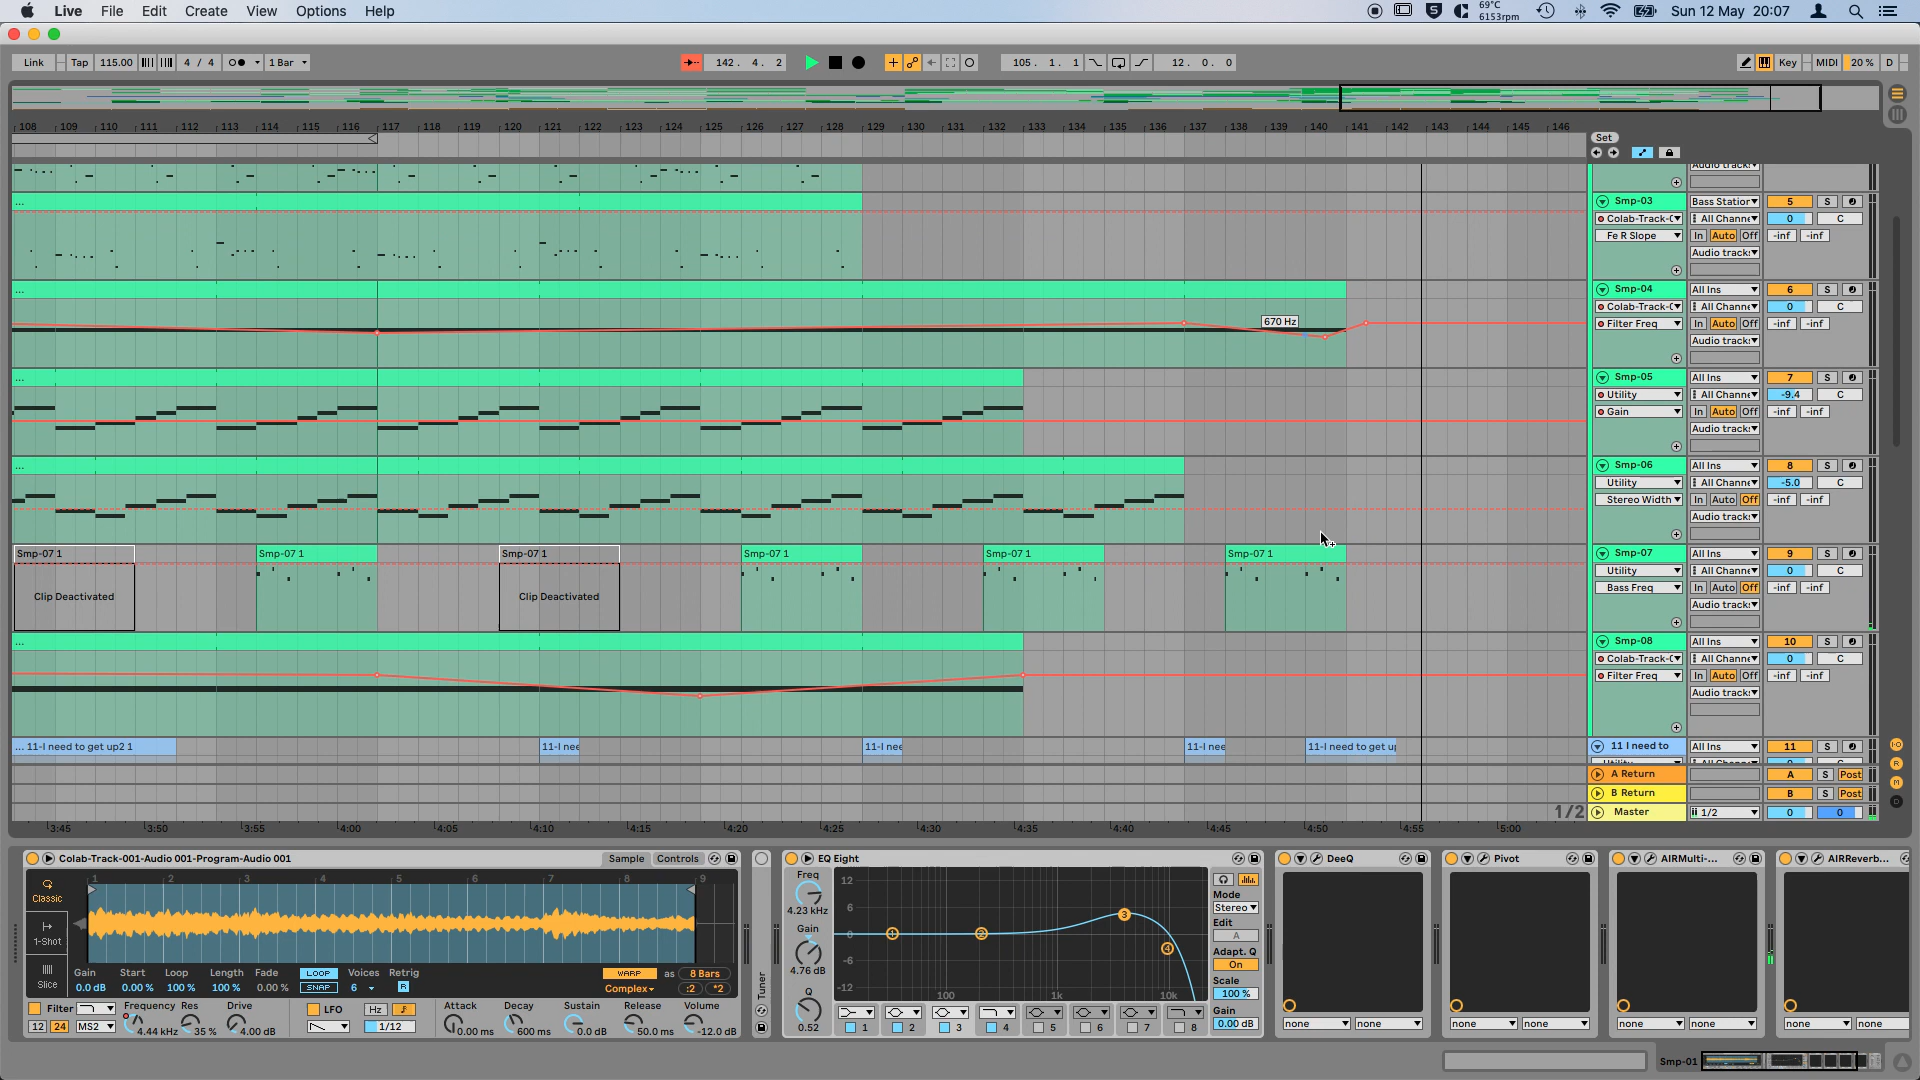 Live File Edit Create View Options Help
69°C
6153rpm
Sun 12 May 20:07
Link Tap 115.00 4 / 4 1 Bar
142. 4. 2
105. 1. 1 12. 0. 0
Key MIDI 20 % D
108 109 110 111 112 113 114 115 116 117 118 119 120 121 122 123 124 125 126 127 128 129 130 131 132 133 134 135 136 137 138 139 140 141 142 143 144 145 146
Set
Audio track:
... Smp-03 Bass Station 5 S
Colab-Track-C All Channe 0 C
Fe R Slope In Auto Off -inf -inf
Audio track:
... Smp-04 All Ins 6 S
Colab-Track-C All Channe 0 C
670 Hz Filter Freq In Auto Off -inf -inf
Audio track:
... Smp-05 All Ins 7 S
Utility All Channe -9.4 C
Gain In Auto Off -inf -inf
Audio track:
... Smp-06 All Ins 8 S
Utility All Channe -5.0 C
Stereo Width In Auto Off -inf -inf
Audio track:
Smp-07 1 Smp-07 1 Smp-07 1 Smp-07 1 Smp-07 1 Smp-07 1 Smp-07 All Ins 9 S
Utility All Channe 0 C
Clip Deactivated Clip Deactivated Bass Freq In Auto Off -inf -inf
Audio track:
... Smp-08 All Ins 10 S
Colab-Track-C All Channe 0 C
Filter Freq In Auto Off -inf -inf
Audio track:
... 11-I need to get up2 1 11-I nee 11-I nee 11-I nee 11-I need to get up 11 I need to All Ins 11 S
A Return A S Post
B Return B S Post
1/2 Master 1/2 0 0
3:45 3:50 3:55 4:00 4:05 4:10 4:15 4:20 4:25 4:30 4:35 4:40 4:45 4:50 4:55 5:00
Colab-Track-001-Audio 001-Program-Audio 001 Sample Controls
1 2 3 4 5 6 7 8 9
Classic
1-Shot
Slice
Gain Start Loop Length Fade LOOP Voices Retrig WARP as 8 Bars
0.0 dB 0.00 % 100 % 100 % 0.00 % SNAP 6 R Complex :2 *2
Filter Frequency Res Drive LFO Hz Attack Decay Sustain Release Volume
12 24 MS2 4.44 kHz 35 % 4.00 dB 1/12 0.00 ms 600 ms 0.0 dB 50.0 ms -12.0 dB
Tuner
EQ Eight
Freq
4.23 kHz
Gain
4.76 dB
Q
0.52
12
6
0
-6
-12
100 1k 10k
1 2 3 4
1 2 3 4 5 6 7 8
Mode
Stereo
Edit
A
Adapt. Q
On
Scale
100 %
Gain
0.00 dB
DeeQ
none none
Pivot
none none
AIRMulti-...
none none
AIRReverb...
none none
Smp-01